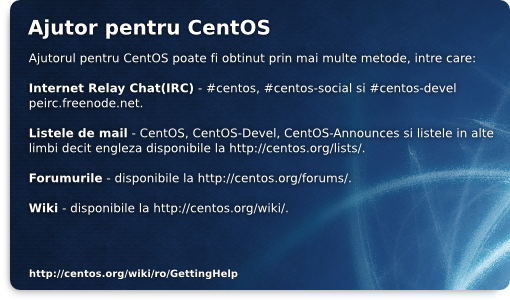 Ajutor pentru CentOS
Ajutorul pentru CentOS poate fi obtinut prin mai multe metode, intre care:
Internet Relay Chat(IRC) - #centos, #centos-social si #centos-devel
peirc.freenode.net.
Listele de mail - CentOS, CentOS-Devel, CentOS-Announces si listele in alte
limbi decit engleza disponibile la http://centos.org/lists/.
Forumurile - disponibile la http://centos.org/forums/.
Wiki - disponibile la http://centos.org/wiki/.
http://centos.org/wiki/ro/GettingHelp